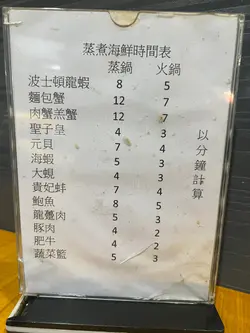 蒸煮海鮮時間表
蒸鍋 火鍋
波士頓龍蝦 8 5
麵包蟹 12 7
肉蟹羔蟹 12 7
聖子皇 4 3
元貝 7 4
海蝦 5 3
大蜆 4 3
貴妃蚌 7 4
鮑魚 8 5
龍躉肉 5 3
豚肉 4 2
肥牛 4 2
蔬菜籃 5 3
以分鐘計算